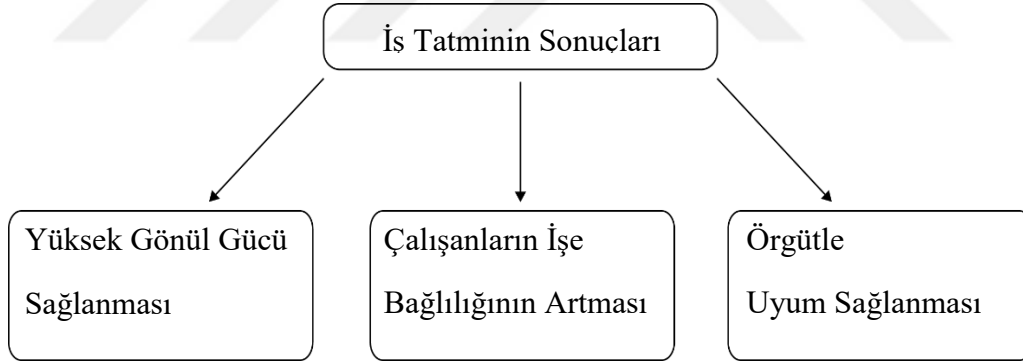 İş Tatminin Sonuçları
Yüksek Gönül Gücü
Sağlanması
Çalışanların İşe
Bağlılığının Artması
Örgütle
Uyum Sağlanması